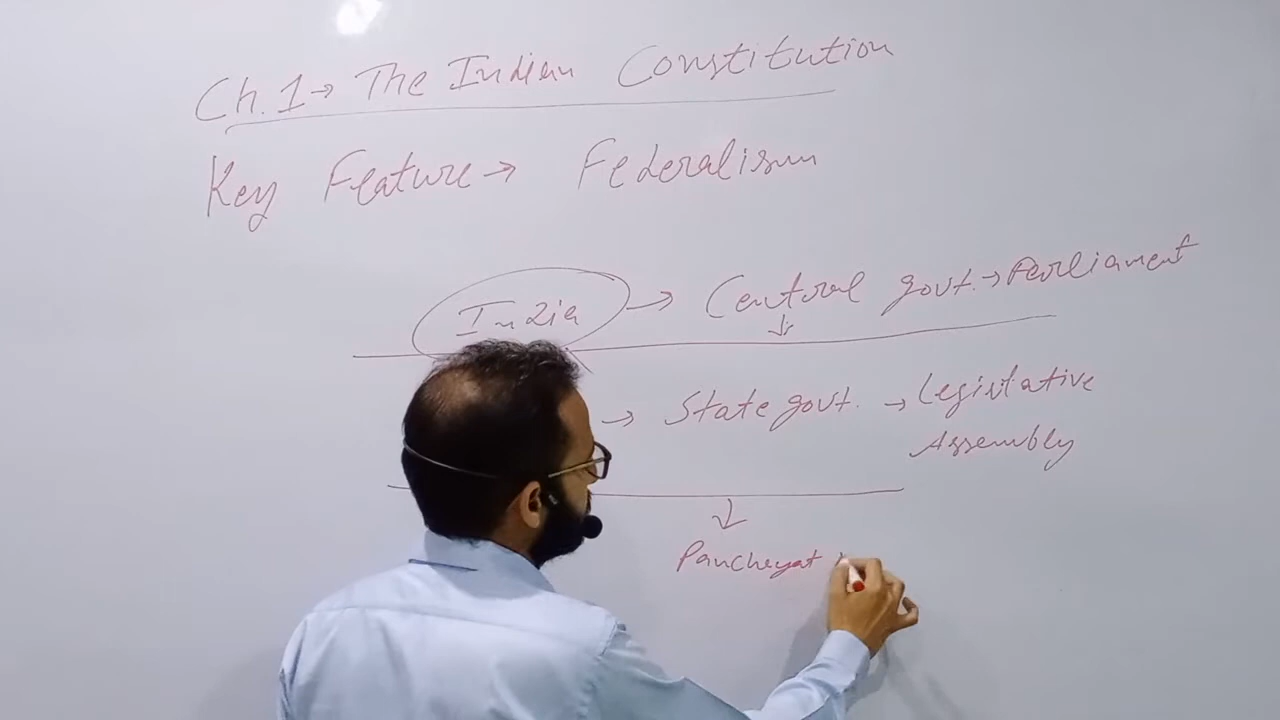 Ch.1→ The Indian Constitution
Key Feature → Federalism
India → Central govt. → Parliament
→ State govt. → Legislative
Assembly
Panchayat